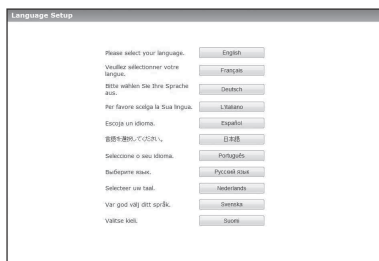 Language Setup
Please select your language. English
Veuillez sélectionner votre
langue. Français
Bitte wählen Sie Ihre Sprache
aus. Deutsch
Per favore scelga la Sua lingua. L'Italiano
Escoja un idioma. Español
言語を選択してください。 日本語
Seleccione o seu idioma. Português
Выберите язык. Русский язык
Selecteer uw taal. Nederlands
Var god välj ditt språk. Svenska
Valitse kieli. Suomi